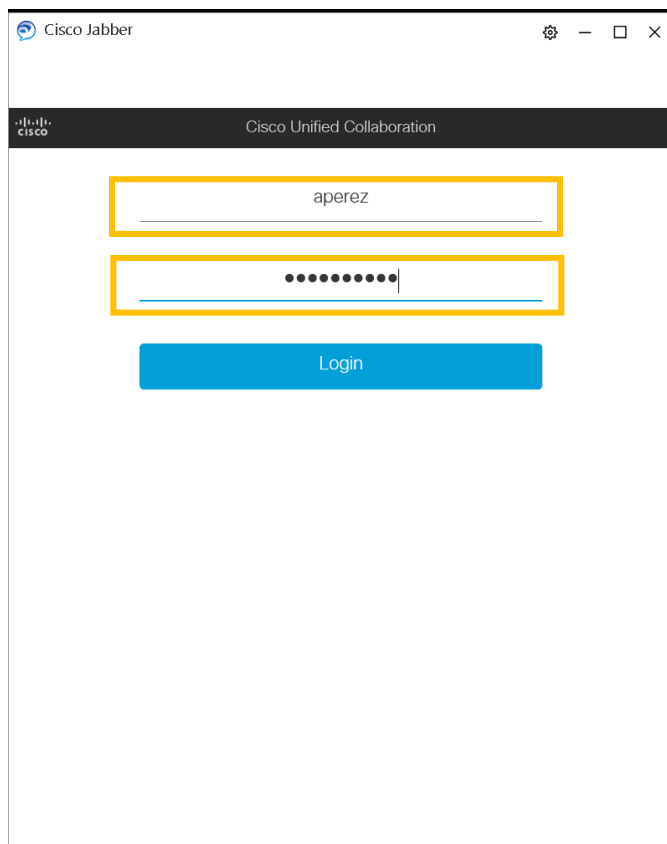 Cisco Jabber
CISCO
Cisco Unified Collaboration
aperez
••••••••••
Login